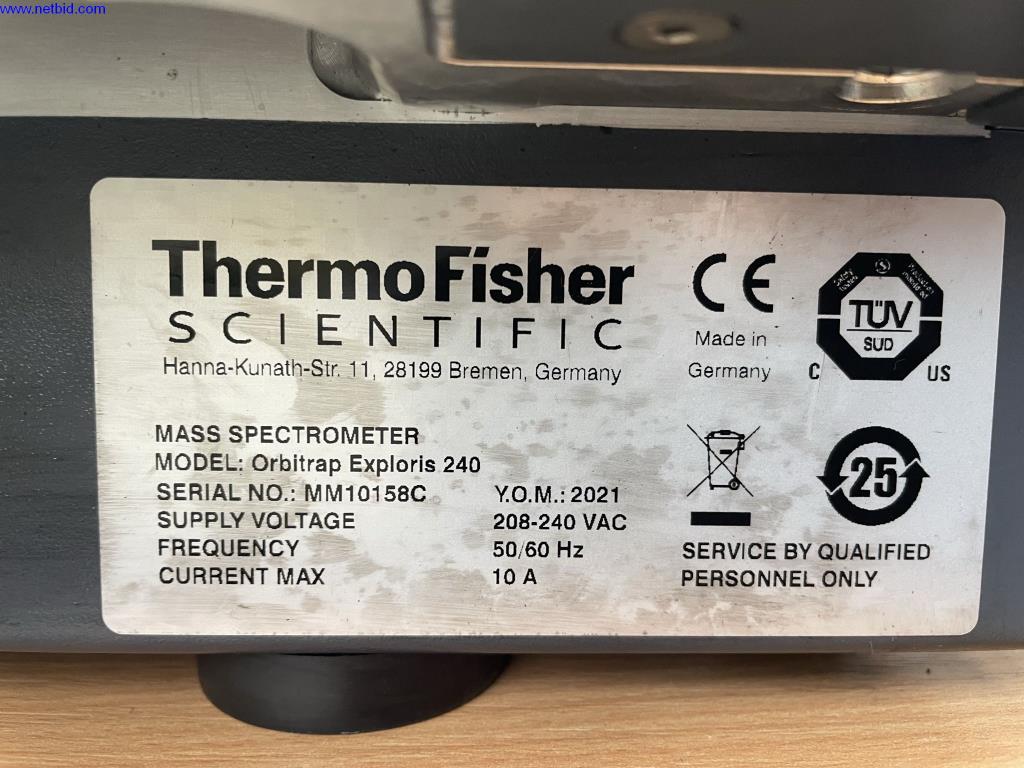 www.netbid.com
ThermoFisher
SCIENTIFIC
Hanna-Kunath-Str. 11, 28199 Bremen, Germany
CE
Made in
Germany
TÜV
SÜD
C US
MASS SPECTROMETER
MODEL: Orbitrap Exploris 240
SERIAL NO.: MM10158C Y.O.M.: 2021
SUPPLY VOLTAGE 208-240 VAC
FREQUENCY 50/60 Hz
CURRENT MAX 10 A
25
SERVICE BY QUALIFIED
PERSONNEL ONLY